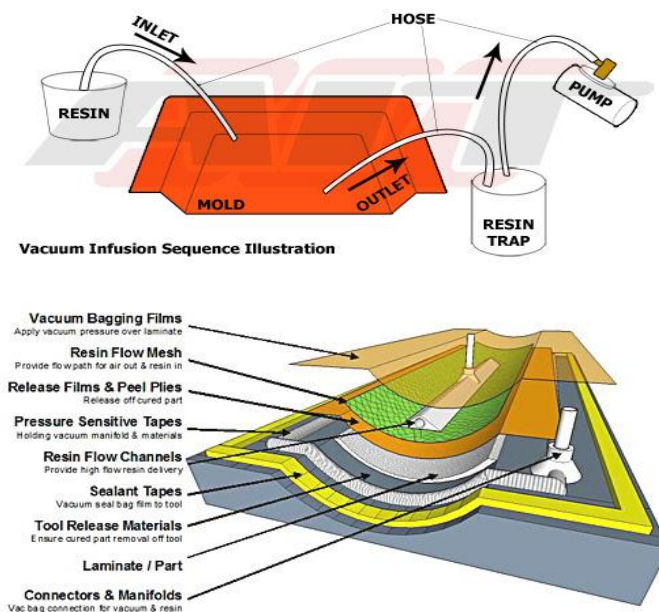 INLET
HOSE
RESIN
PUMP
MOLD
OUTLET
RESIN
TRAP
Vacuum Infusion Sequence Illustration
Vacuum Bagging Films
Apply vacuum pressure over laminate
Resin Flow Mesh
Provide flow path for air out & resin in
Release Films & Peel Plies
Release off cured part
Pressure Sensitive Tapes
Holding vacuum manifold & materials
Resin Flow Channels
Provide high flow resin delivery
Sealant Tapes
Vacuum seal bag film to tool
Tool Release Materials
Ensure cured part removal off tool
Laminate / Part
Connectors & Manifolds
Vac bag connection for vacuum & resin